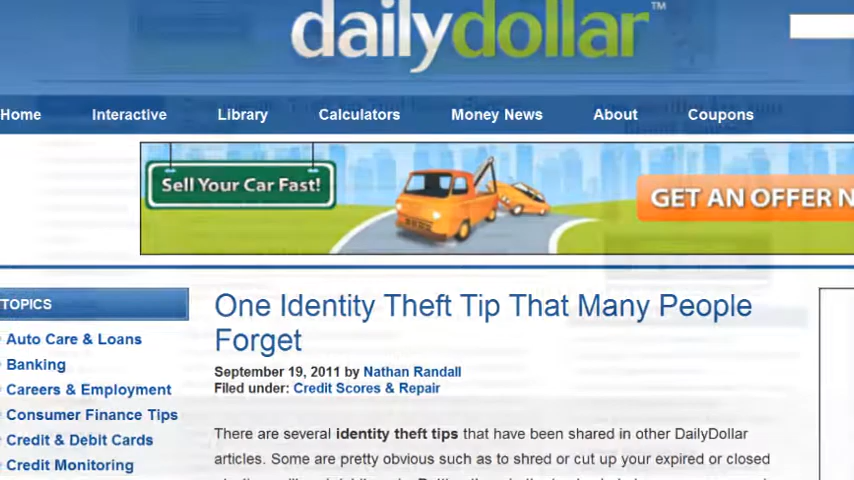 dailydollar™
Home Interactive Library Calculators Money News About Coupons
Sell Your Car Fast!
GET AN OFFER N
TOPICS
Auto Care & Loans
Banking
Careers & Employment
Consumer Finance Tips
Credit & Debit Cards
Credit Monitoring
One Identity Theft Tip That Many People
Forget
September 19, 2011 by Nathan Randall
Filed under: Credit Scores & Repair
There are several identity theft tips that have been shared in other DailyDollar
articles. Some are pretty obvious such as to shred or cut up your expired or closed